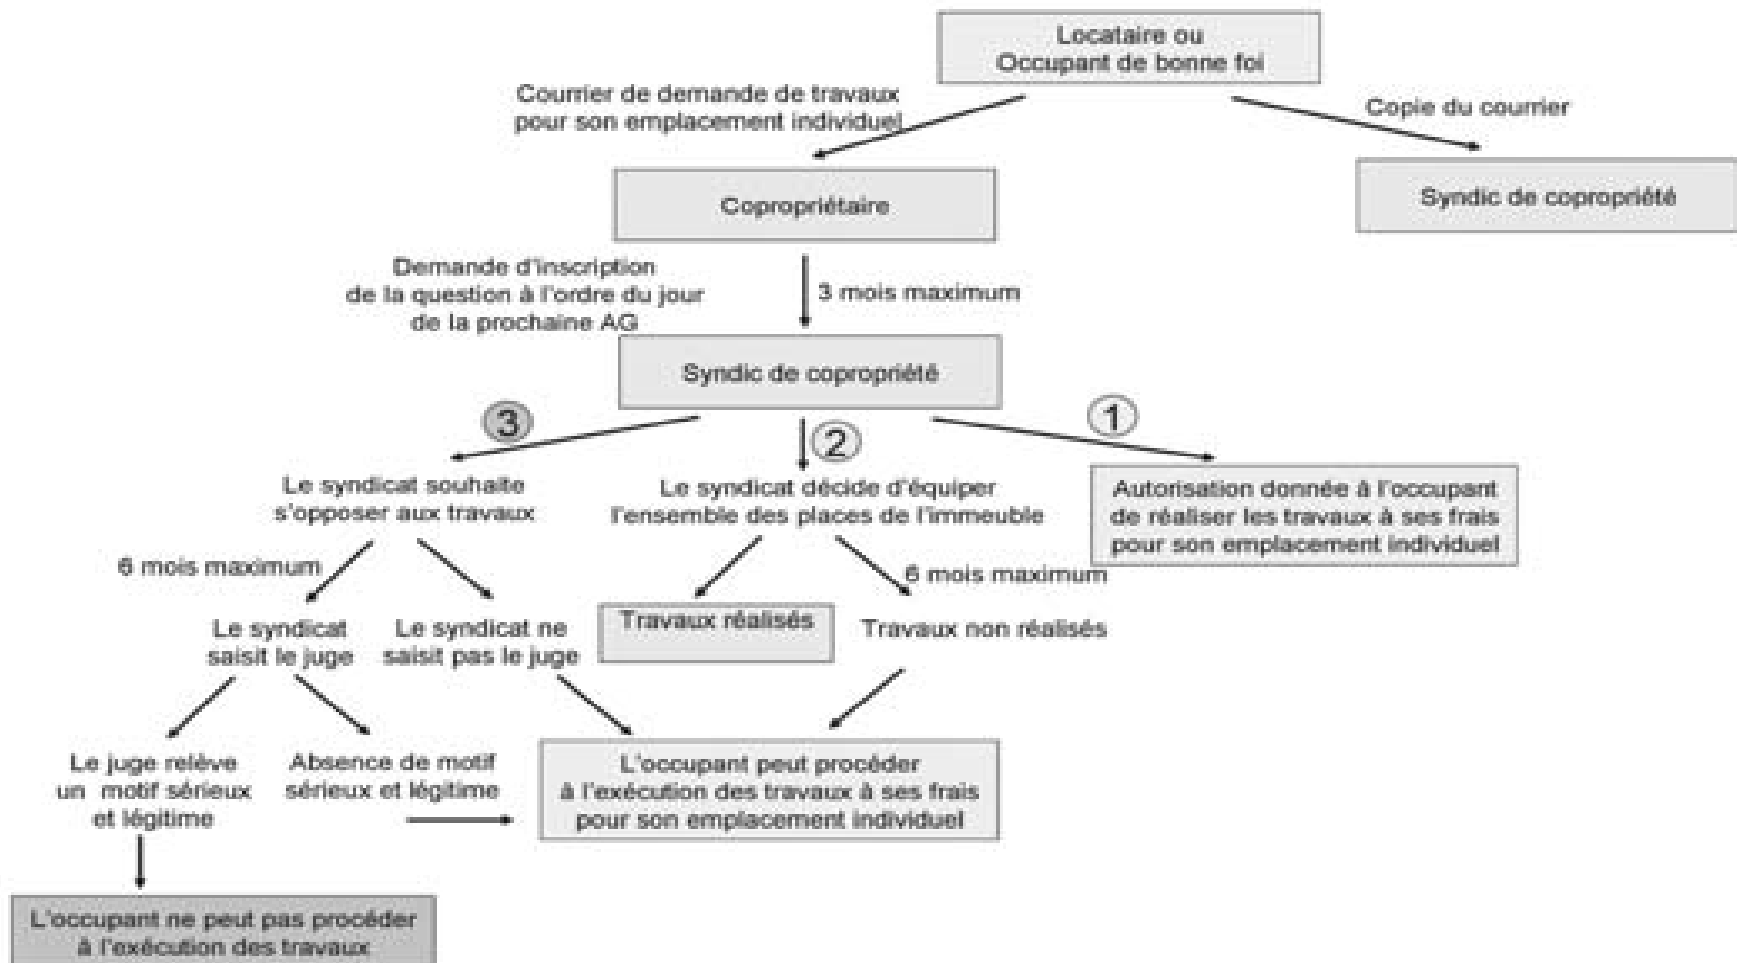 Locataire ou
Occupant de bonne foi
Courrier de demande de travaux
pour son emplacement individuel
Copie du courrier
Copropriétaire
Syndic de copropriété
Demande d'inscription
de la question à l'ordre du jour
de la prochaine AG
3 mois maximum
Syndic de copropriété
3
2
1
Le syndicat souhaite
s'opposer aux travaux
Le syndicat décide d'équiper
l'ensemble des places de l'immeuble
Autorisation donnée à l'occupant
de réaliser les travaux à ses frais
pour son emplacement individuel
6 mois maximum
6 mois maximum
Le syndicat
saisit le juge
Le syndicat ne
saisit pas le juge
Travaux réalisés
Travaux non réalisés
Le juge relève
un motif sérieux
et légitime
Absence de motif
sérieux et légitime
L'occupant peut procéder
à l'exécution des travaux à ses frais
pour son emplacement individuel
L'occupant ne peut pas procéder
à l'exécution des travaux